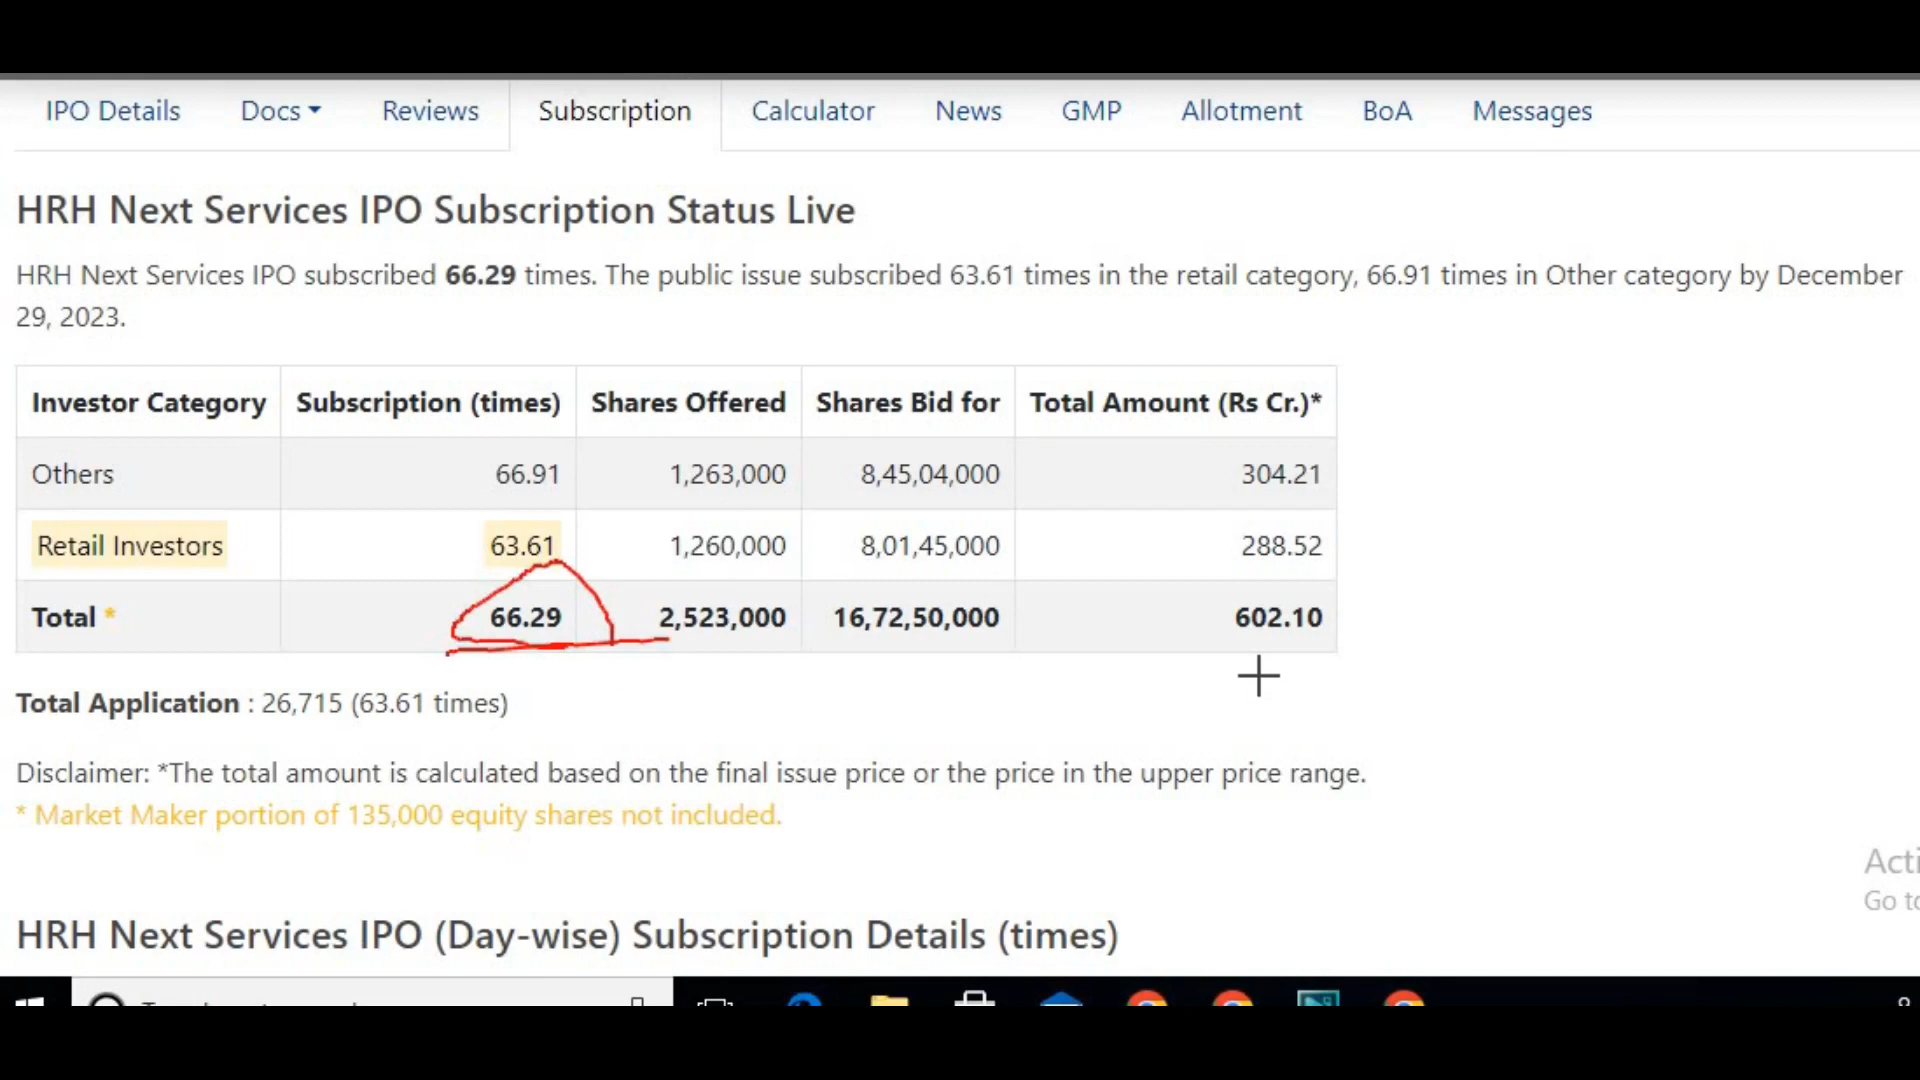 IPO Details Docs Reviews Subscription Calculator News GMP Allotment BoA Messages
HRH Next Services IPO Subscription Status Live
HRH Next Services IPO subscribed 66.29 times. The public issue subscribed 63.61 times in the retail category, 66.91 times in Other category by December
29, 2023.
Investor Category Subscription (times) Shares Offered Shares Bid for Total Amount (Rs Cr.)*
Others 66.91 1,263,000 8,45,04,000 304.21
Retail Investors 63.61 1,260,000 8,01,45,000 288.52
Total * 66.29 2,523,000 16,72,50,000 602.10
Total Application : 26,715 (63.61 times)
Disclaimer: *The total amount is calculated based on the final issue price or the price in the upper price range.
* Market Maker portion of 135,000 equity shares not included.
Acti
Go to
HRH Next Services IPO (Day-wise) Subscription Details (times)